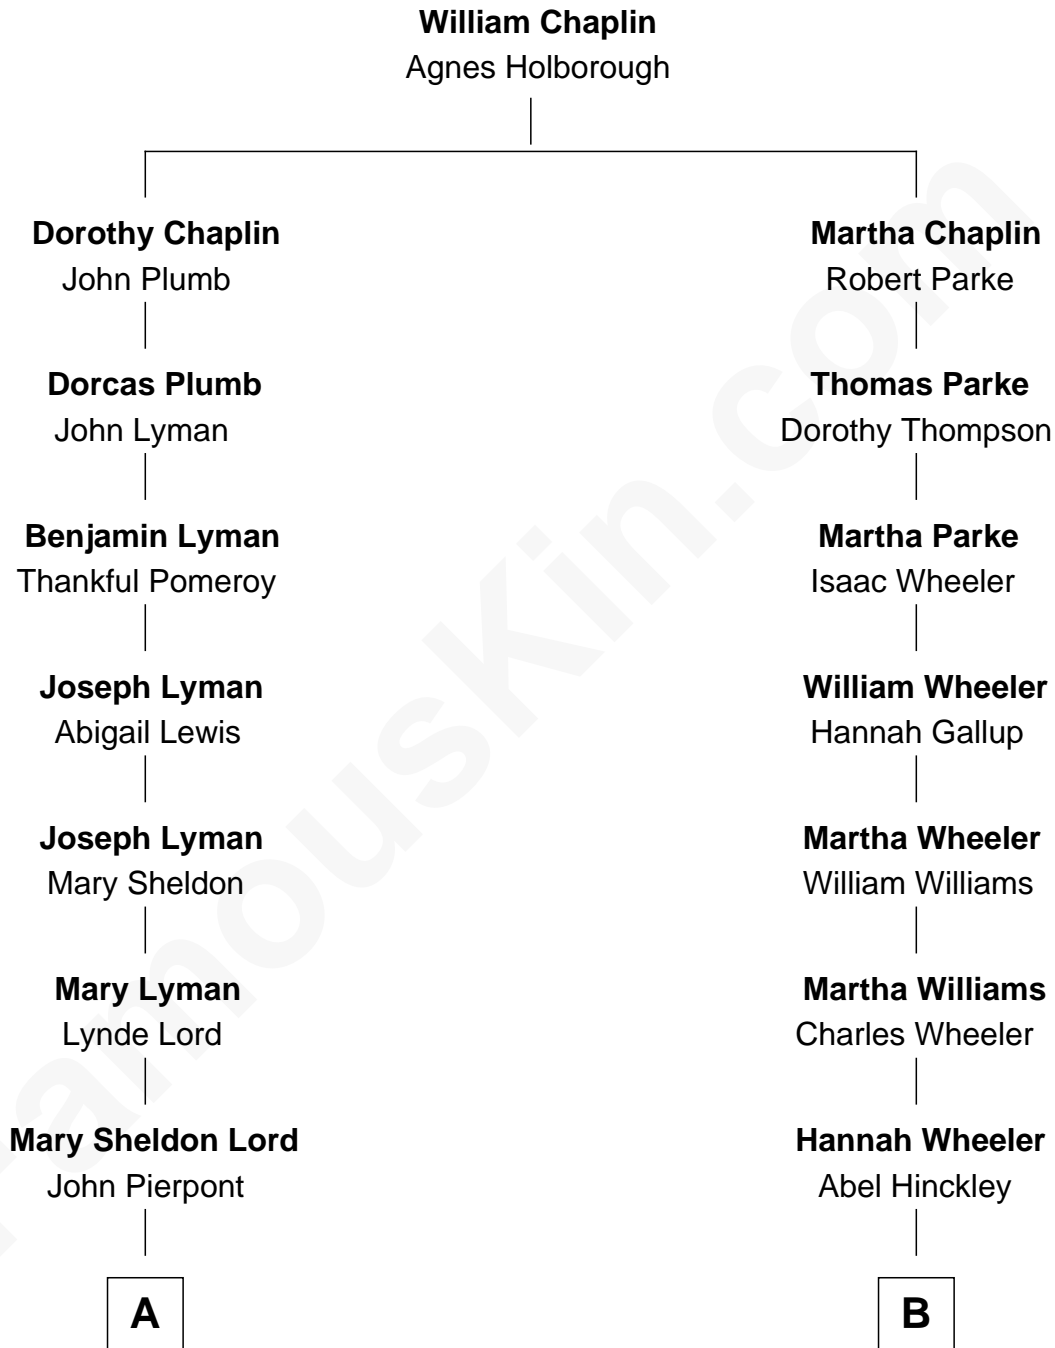 William Chaplin
Agnes Holborough
Dorothy Chaplin
John Plumb
Martha Chaplin
Robert Parke
Dorcas Plumb
John Lyman
Thomas Parke
Dorothy Thompson
Benjamin Lyman
Thankful Pomeroy
Martha Parke
Isaac Wheeler
Joseph Lyman
Abigail Lewis
William Wheeler
Hannah Gallup
Joseph Lyman
Mary Sheldon
Martha Wheeler
William Williams
Mary Lyman
Lynde Lord
Martha Williams
Charles Wheeler
Mary Sheldon Lord
John Pierpont
Hannah Wheeler
Abel Hinckley
A
B
FamousKin.com